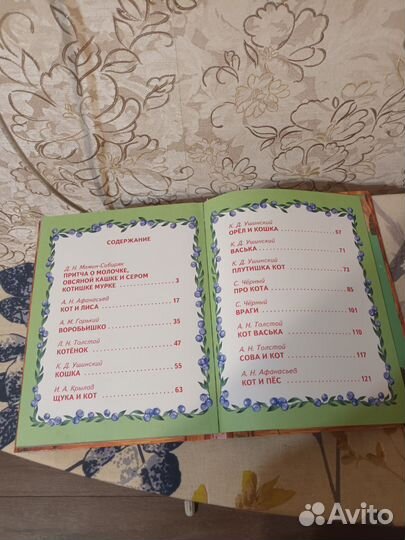 СОДЕРЖАНИЕ
Д. Н. Мамин-Сибиряк
ПРИТЧА О МОЛОЧКЕ,
ОВСЯНОЙ КАШКЕ И СЕРОМ
КОТИШКЕ МУРКЕ 3
А. Н. Афанасьев
КОТ И ЛИСА 17
А. М. Горький
ВОРОБЬИШКО 35
Л. Н. Толстой
КОТЁНОК 47
К. Д. Ушинский
КОШКА 55
И. А. Крылов
ЩУКА И КОТ 63
К. Д. Ушинский
ОРЁЛ И КОШКА 67
К. Д. Ушинский
ВАСЬКА 71
К. Д. Ушинский
ПЛУТИШКА КОТ 73
С. Чёрный
ПРО КОТА 85
С. Чёрный
ВРАГИ 101
А. Н. Толстой
КОТ ВАСЬКА 110
А. Н. Толстой
СОВА И КОТ 117
А. Н. Афанасьев
КОТ И ПЁС 121
Avito